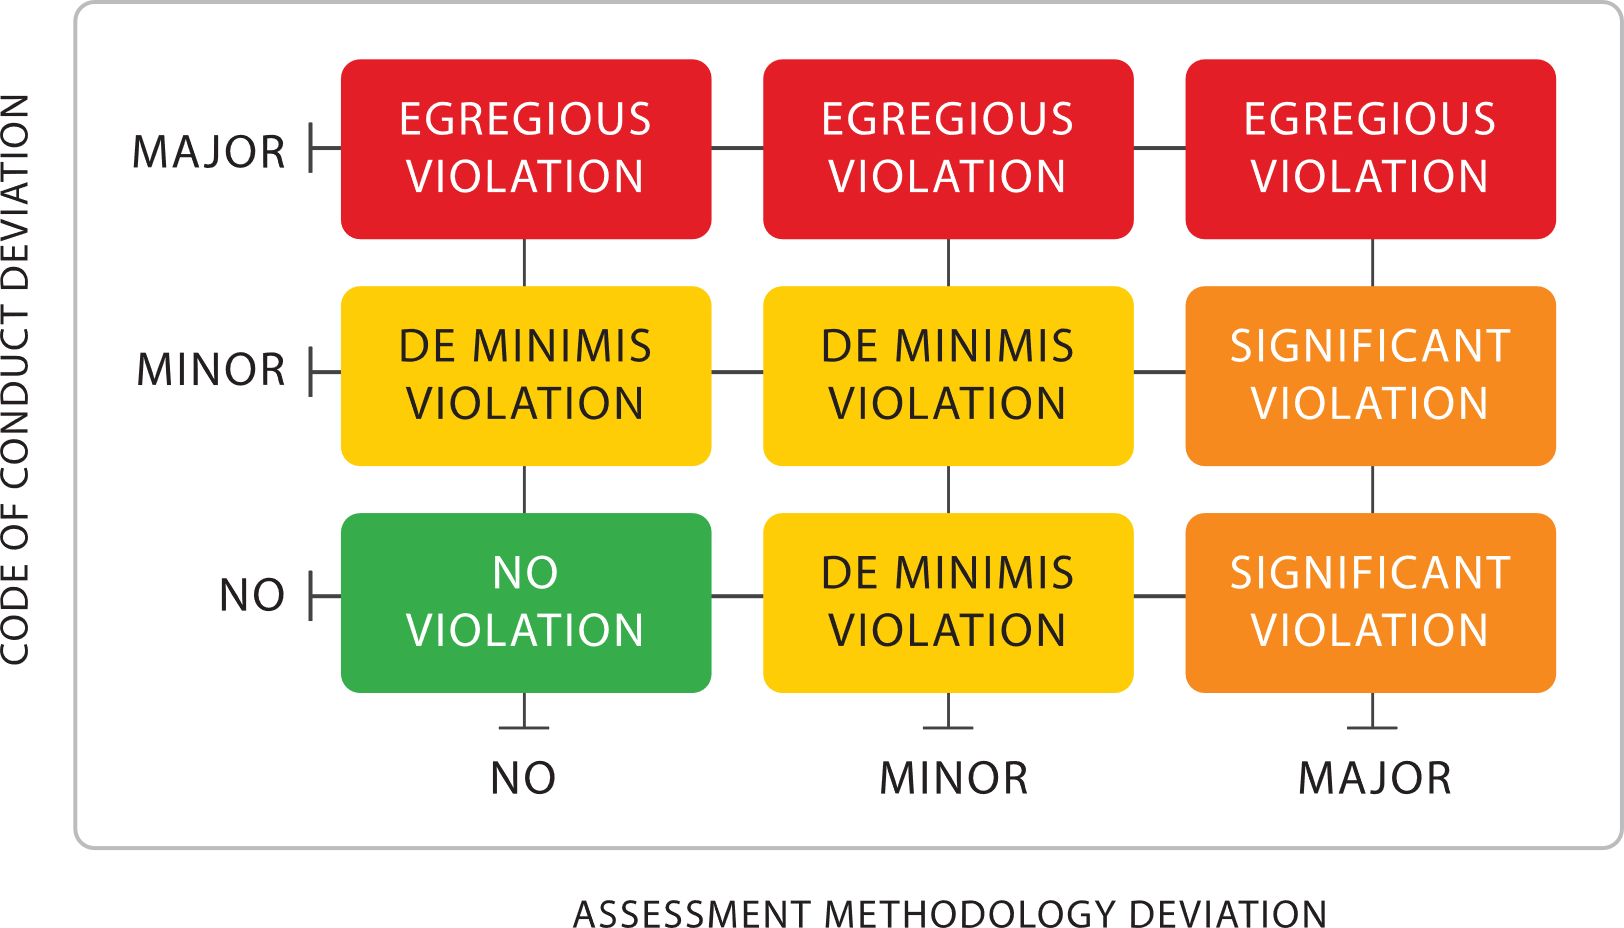 CODE OF CONDUCT DEVIATION
MAJOR
EGREGIOUS
VIOLATION
EGREGIOUS
VIOLATION
EGREGIOUS
VIOLATION
MINOR
DE MINIMIS
VIOLATION
DE MINIMIS
VIOLATION
SIGNIFICANT
VIOLATION
NO
NO
VIOLATION
DE MINIMIS
VIOLATION
SIGNIFICANT
VIOLATION
NO
MINOR
MAJOR
ASSESSMENT METHODOLOGY DEVIATION